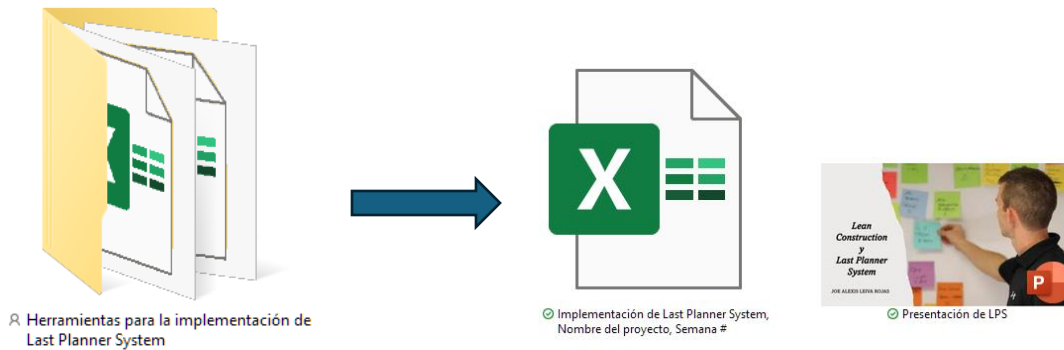 Herramientas para la implementación de
Last Planner System
X
Implementación de Last Planner System,
Nombre del proyecto, Semana #
Lean
Construction
y
Last Planner
System
JOE ALEXIS LEIVA ROJAS
P
Presentación de LPS